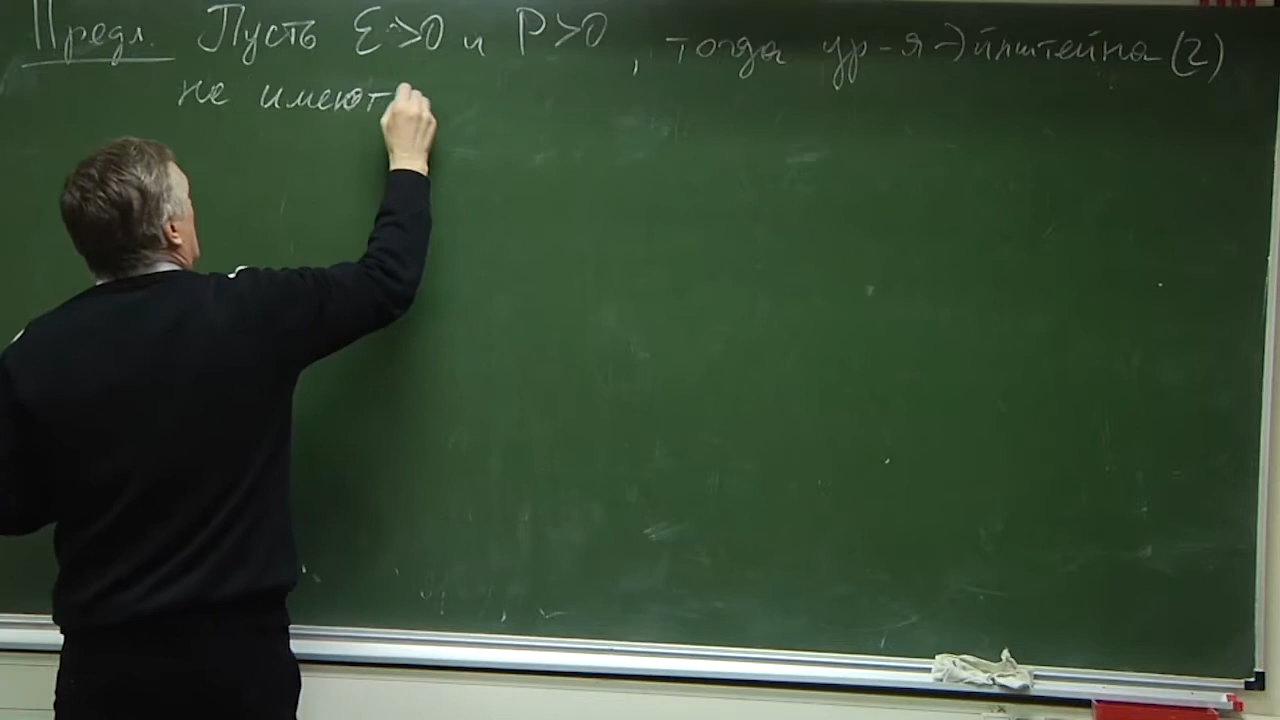 Предл. Пусть ε>0 и P>0, тогда ур-я Эйнштейна (2)
не имеют